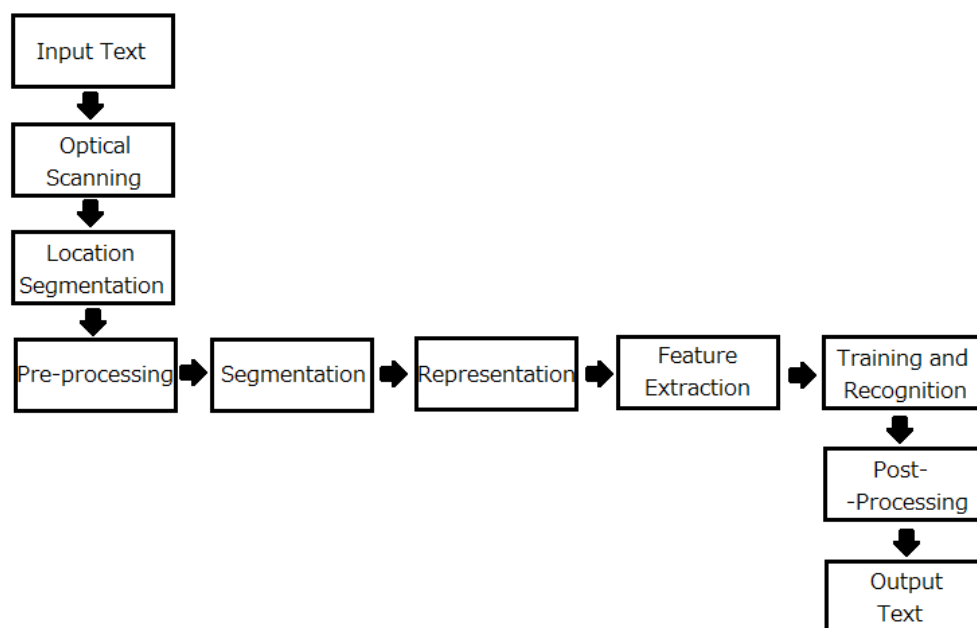 Input Text
Optical
Scanning
Location
Segmentation
Pre-processing
Segmentation
Representation
Feature
Extraction
Training and
Recognition
Post-
-Processing
Output
Text